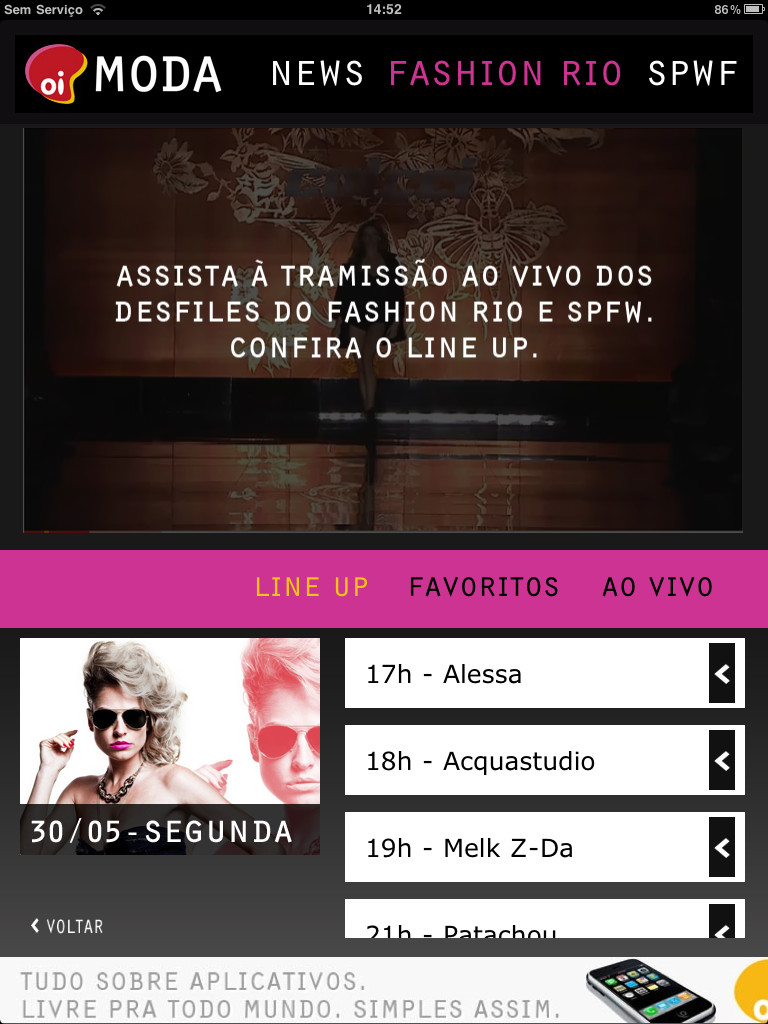 Sem Serviço 14:52 86%
oi MODA NEWS FASHION RIO SPWF
colcci
ASSISTA À TRAMISSÃO AO VIVO DOS
DESFILES DO FASHION RIO E SPFW.
CONFIRA O LINE UP.
LINE UP FAVORITOS AO VIVO
30/05-SEGUNDA
17h - Alessa
18h - Acquastudio
19h - Melk Z-Da
21h - Patachou
VOLTAR
TUDO SOBRE APLICATIVOS.
LIVRE PRA TODO MUNDO. SIMPLES ASSIM.
oi